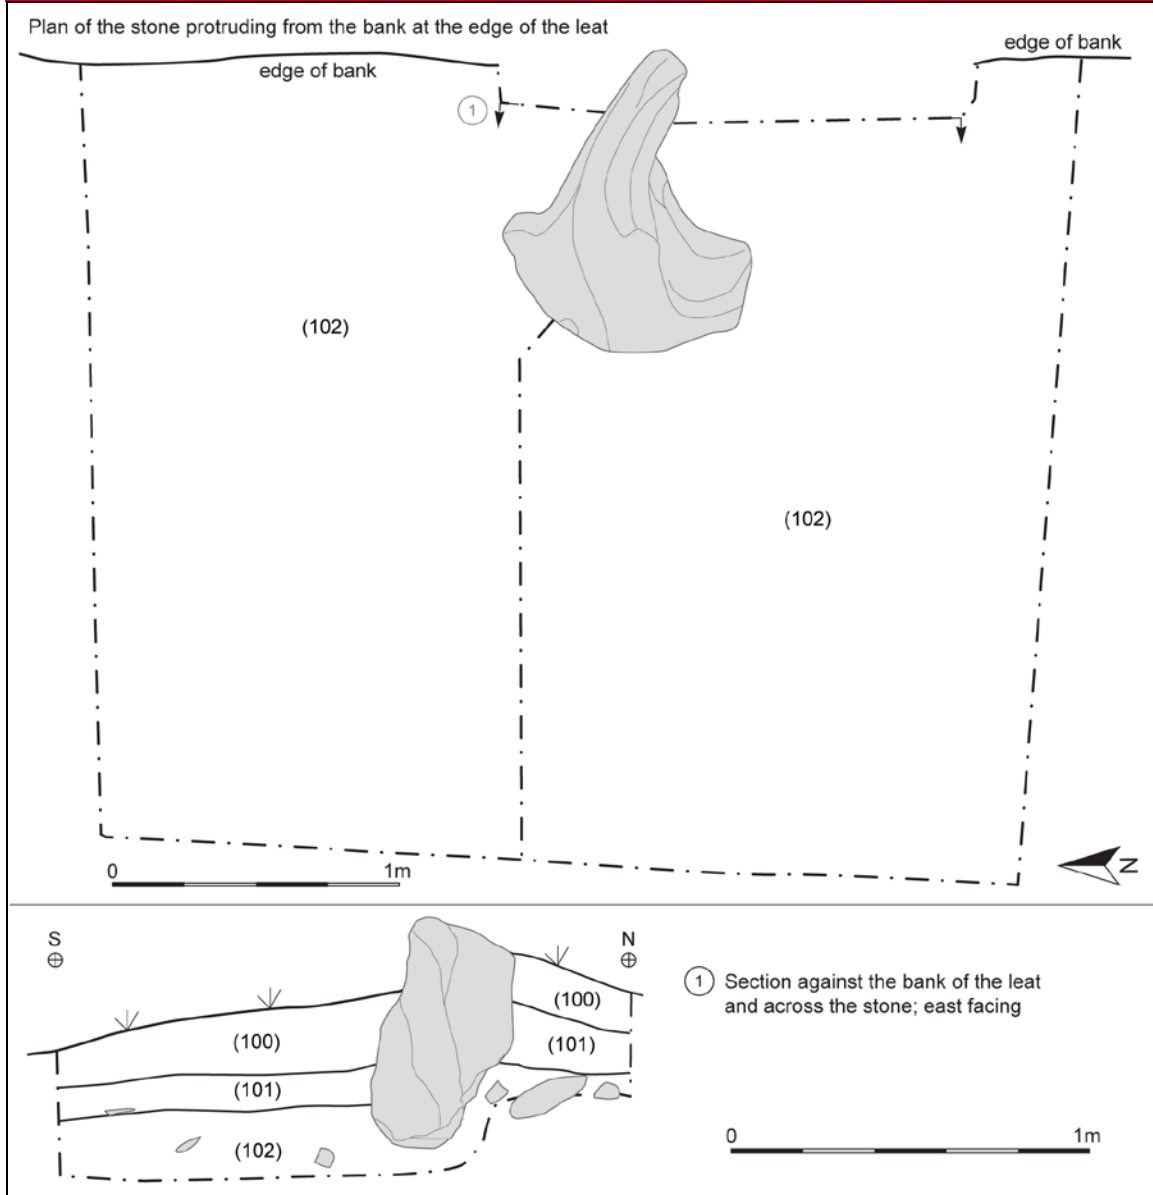 Plan of the stone protruding from the bank at the edge of the leat
edge of bank
edge of bank
1
(102)
(102)
0 1m
N
S
N
(100)
(100)
(101)
(101)
(102)
1 Section against the bank of the leat
and across the stone; east facing
0 1m